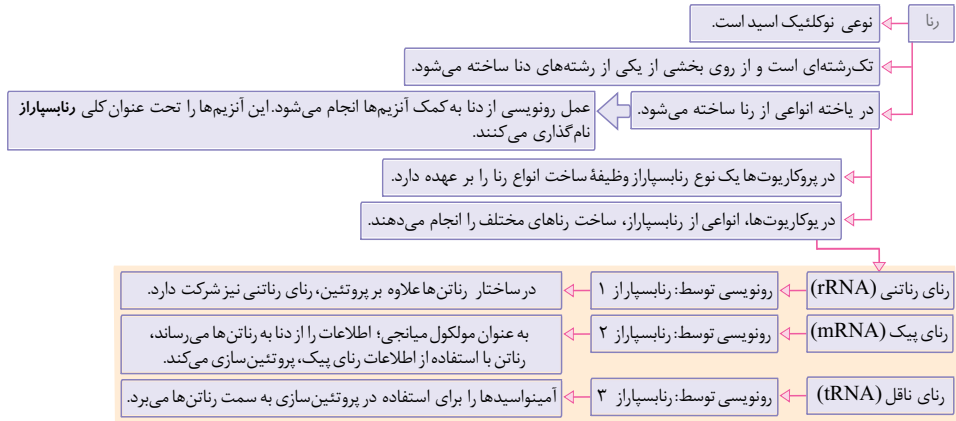 رنا
نوعی نوکلئیک اسید است.
تک‌رشته‌ای است و از روی بخشی از یکی از رشته‌های دنا ساخته می‌شود.
در یاخته انواعی از رنا ساخته می‌شود.
عمل رونویسی از دنا به کمک آنزیم‌ها انجام می‌شود. این آنزیم‌ها را تحت عنوان کلی رنابسپاراز
نام‌گذاری می‌کنند.
در پروکاریوت‌ها یک نوع رنابسپاراز وظیفهٔ ساخت انواع رنا را بر عهده دارد.
در یوکاریوت‌ها، انواعی از رنابسپاراز، ساخت رناهای مختلف را انجام می‌دهند.
رنای رناتنی (rRNA)
رونویسی توسط: رنابسپاراز ۱
در ساختار رناتن‌ها علاوه بر پروتئین، رنای رناتنی نیز شرکت دارد.
رنای پیک (mRNA)
رونویسی توسط: رنابسپاراز ۲
به عنوان مولکول میانجی؛ اطلاعات را از دنا به رناتن‌ها می‌رساند،
رناتن با استفاده از اطلاعات رنای پیک، پروتئین‌سازی می‌کند.
رنای ناقل (tRNA)
رونویسی توسط: رنابسپاراز ۳
آمینواسیدها را برای استفاده در پروتئین‌سازی به سمت رناتن‌ها می‌برد.